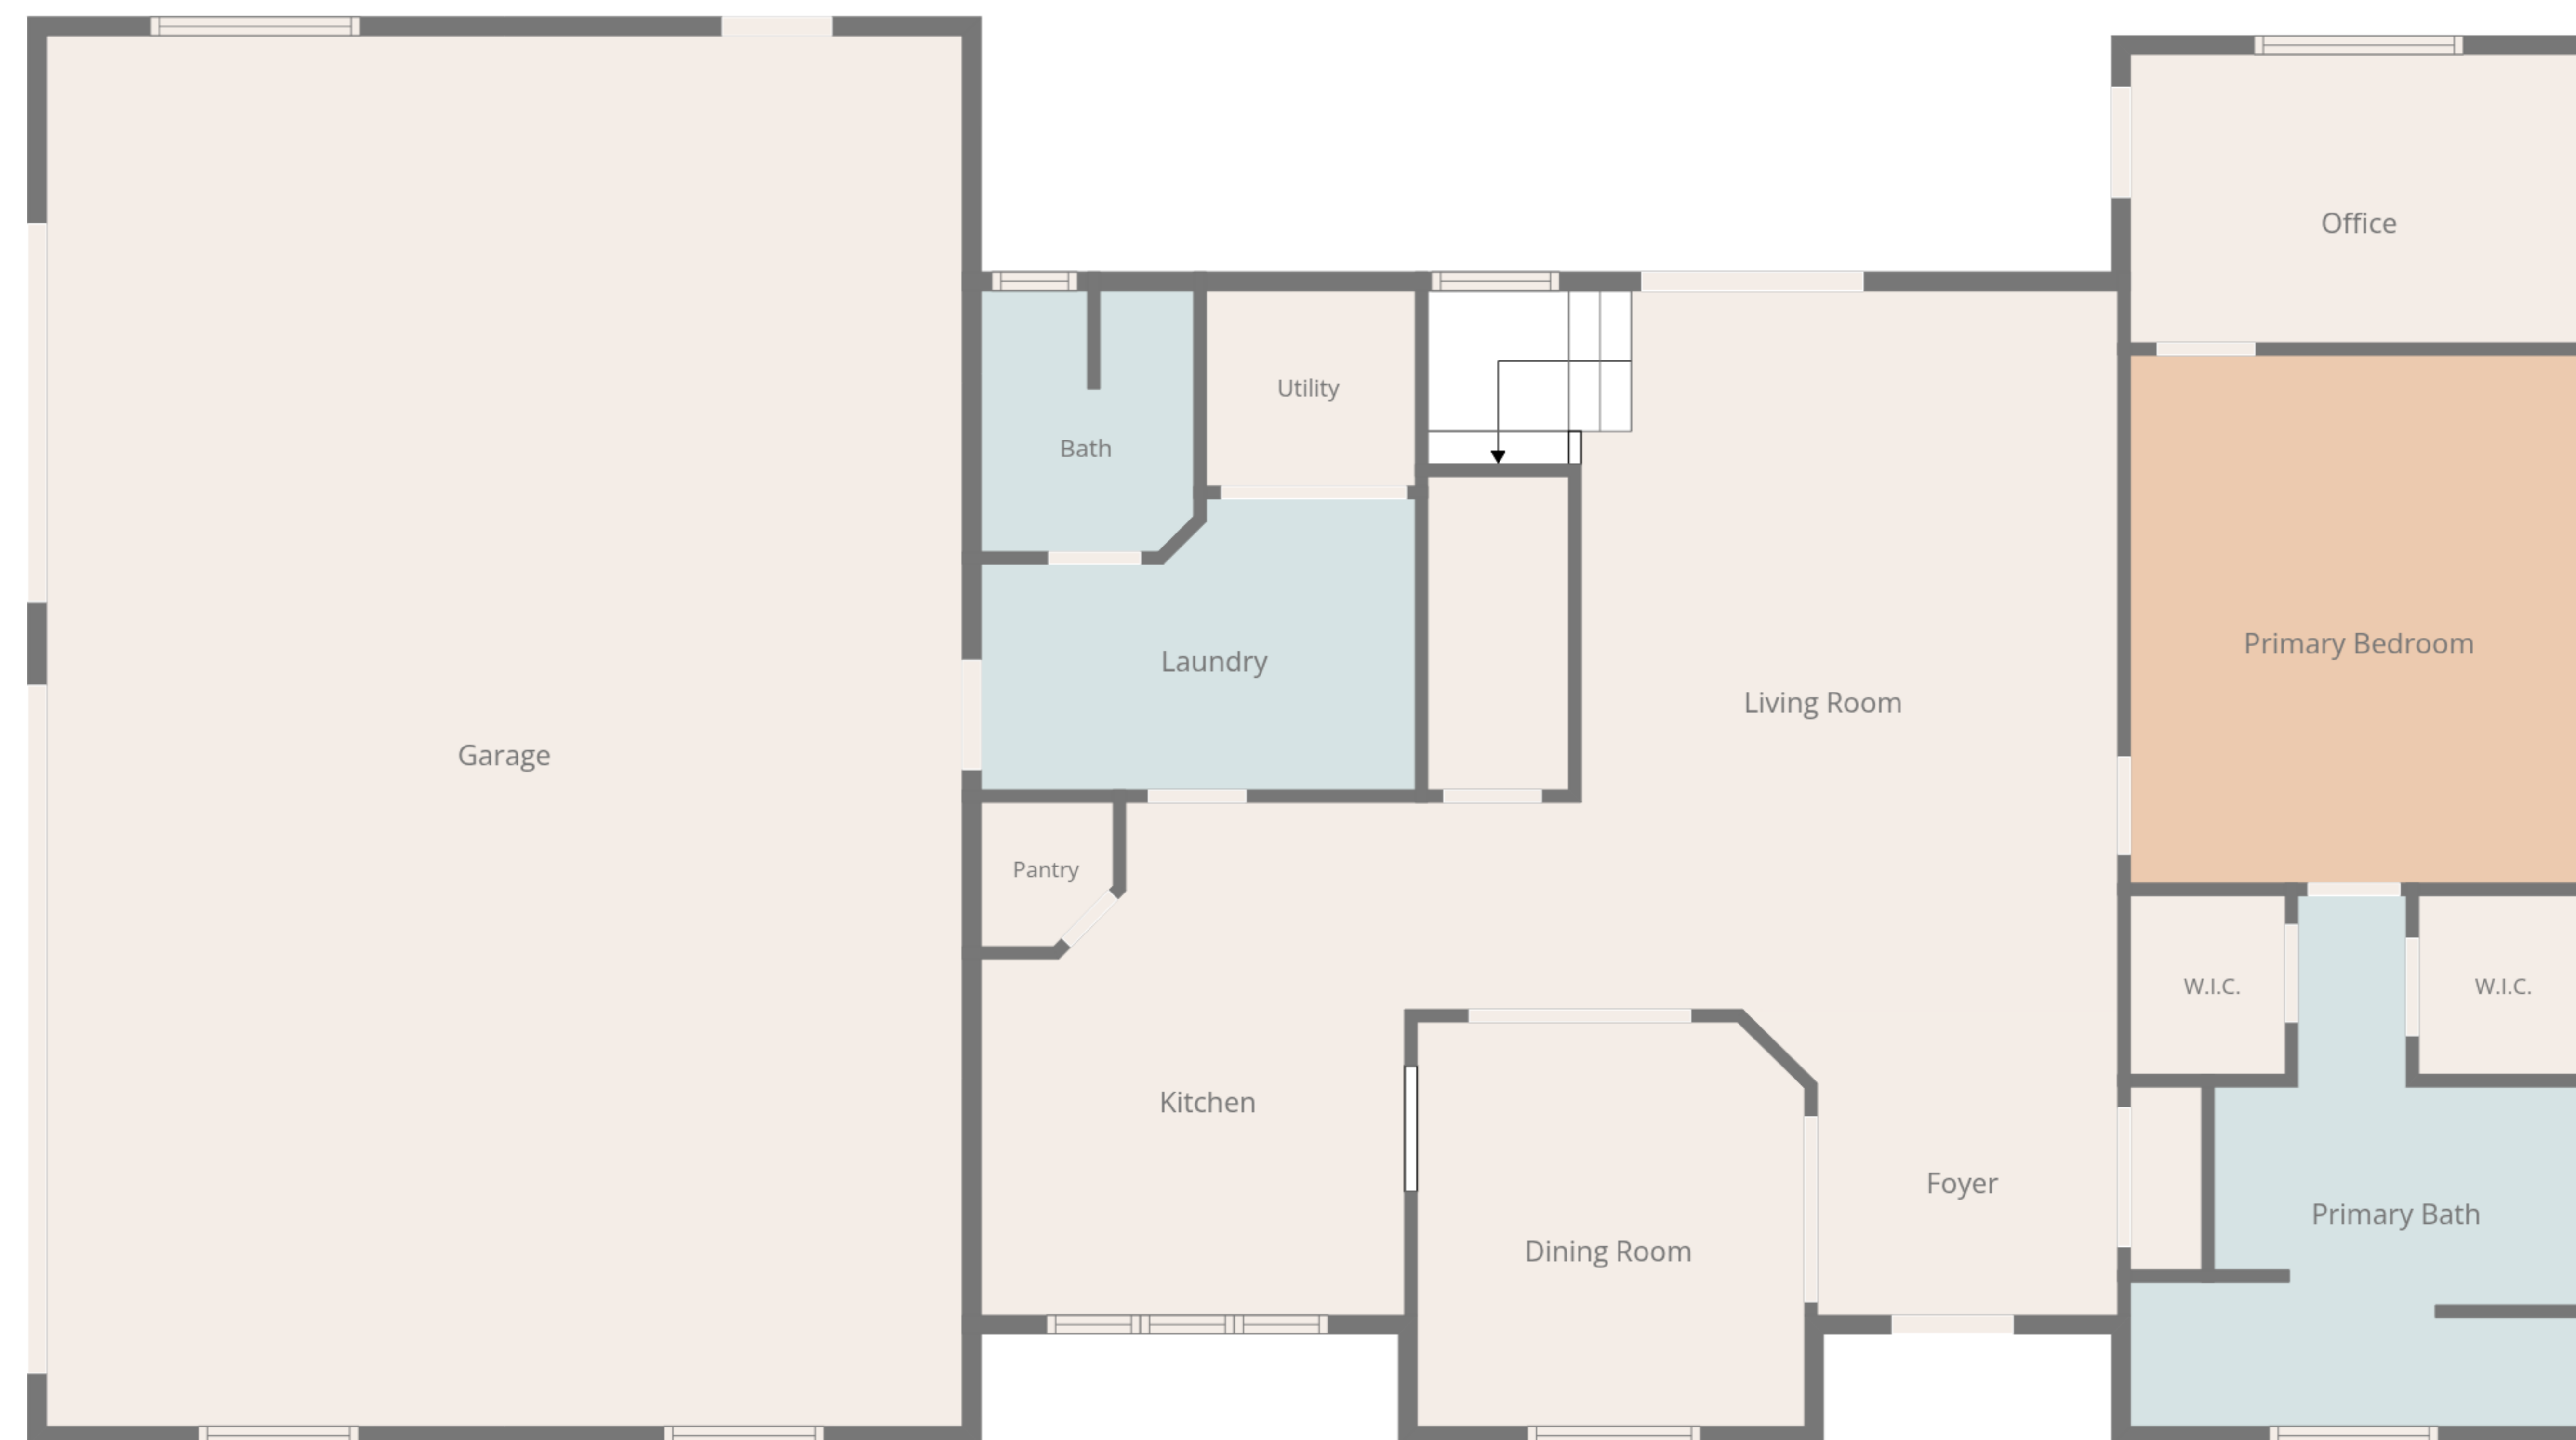 Office
Utility
Bath
Primary Bedroom
Laundry
Living Room
Garage
Pantry
W.I.C.
W.I.C.
Kitchen
Foyer
Primary Bath
Dining Room